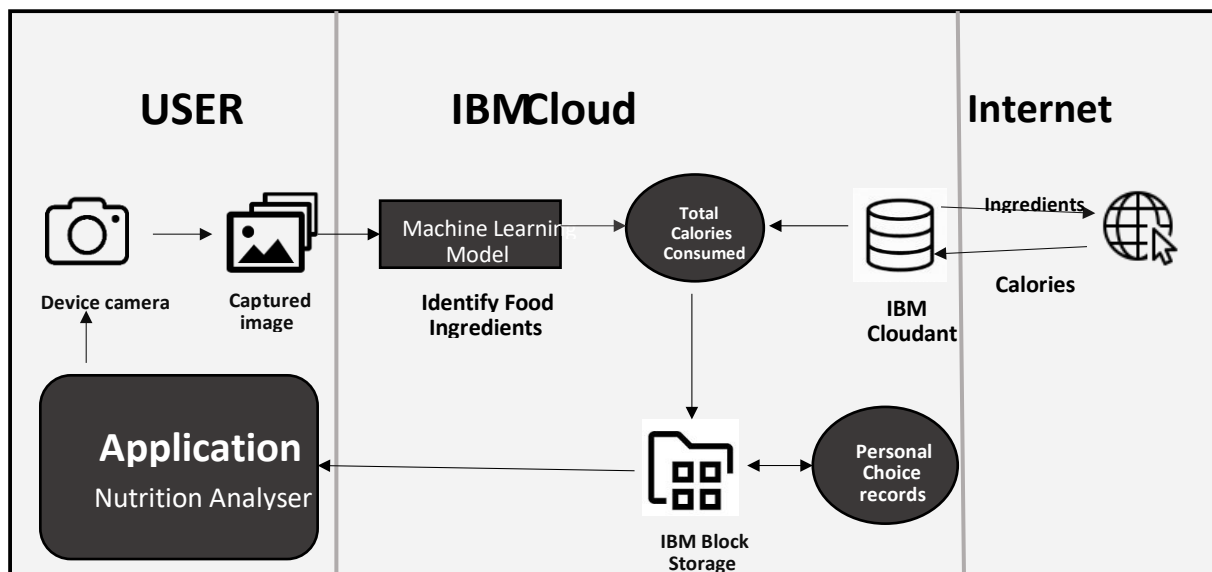 USER
IBMCloud
Internet
Ingredients
Machine Learning
Model
Total
Calories
Consumed
Device camera
Captured
image
Identify Food
Ingredients
IBM
Cloudant
Calories
Application
Nutrition Analyser
Personal
Choice
records
IBM Block
Storage